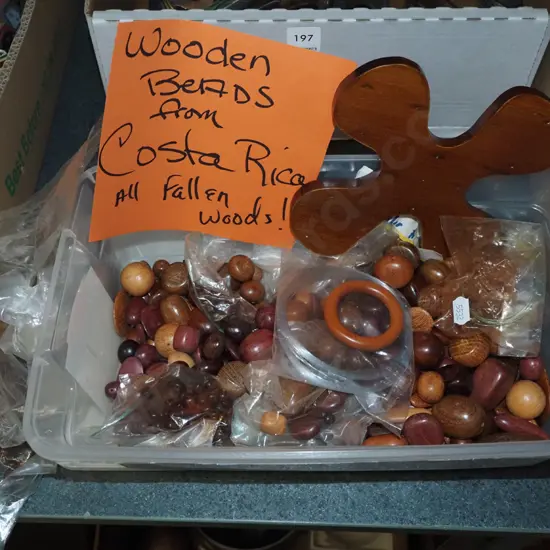 197
Wooden
BEADS
from
Costa Rica
All Fallen
woods!